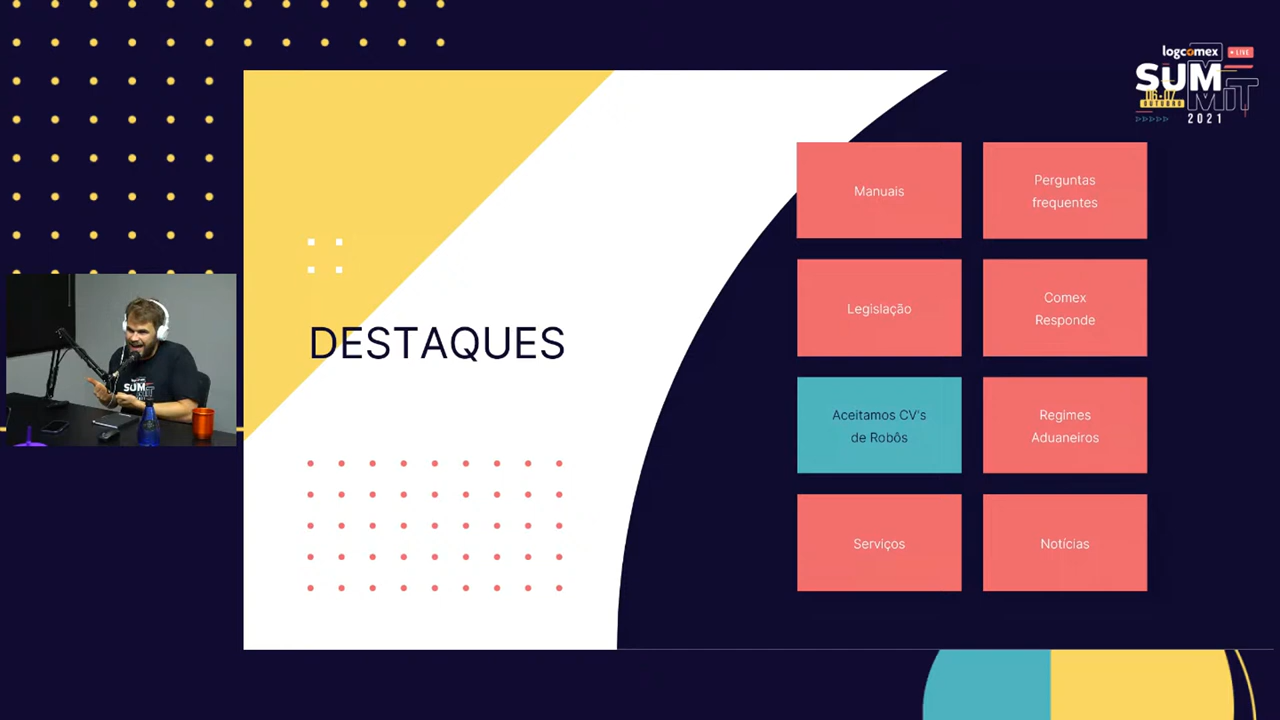 logcomex
LIVE
SUM
MIT
06-07
OUTUBRO
2021
DESTAQUES
Manuais
Perguntas
frequentes
Legislação
Comex
Responde
Aceitamos CV's
de Robôs
Regimes
Aduaneiros
Serviços
Notícias
SUM